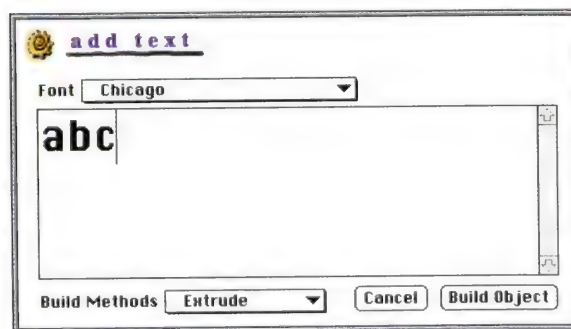 add text
Font Chicago
abc
Build Methods Extrude Cancel Build Object